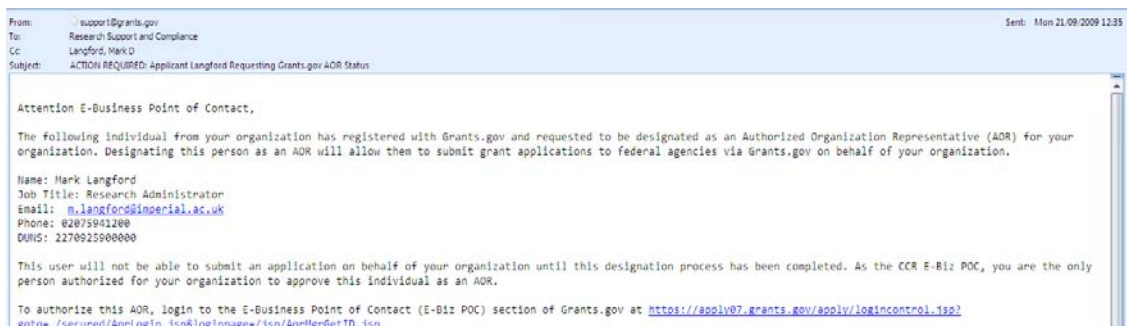 From: support@grants.gov Sent: Mon 21/09/2009 12:35
To: Research Support and Compliance
Cc: Langford, Mark D
Subject: ACTION REQUIRED: Applicant Langford Requesting Grants.gov AOR Status
Attention E-Business Point of Contact,
The following individual from your organization has registered with Grants.gov and requested to be designated as an Authorized Organization Representative (AOR) for your
organization. Designating this person as an AOR will allow them to submit grant applications to federal agencies via Grants.gov on behalf of your organization.
Name: Mark Langford
Job Title: Research Administrator
Email: m.langford@imperial.ac.uk
Phone: 02075941200
DUNS: 2270925900000
This user will not be able to submit an application on behalf of your organization until this designation process has been completed. As the CCR E-Biz POC, you are the only
person authorized for your organization to approve this individual as an AOR.
To authorize this AOR, login to the E-Business Point of Contact (E-Biz POC) section of Grants.gov at https://apply07.grants.gov/apply/logincontrol.jsp?
goto=/secured/AorLogin.jsp&loginpage=/jsp/AorMgrGetID.jsp